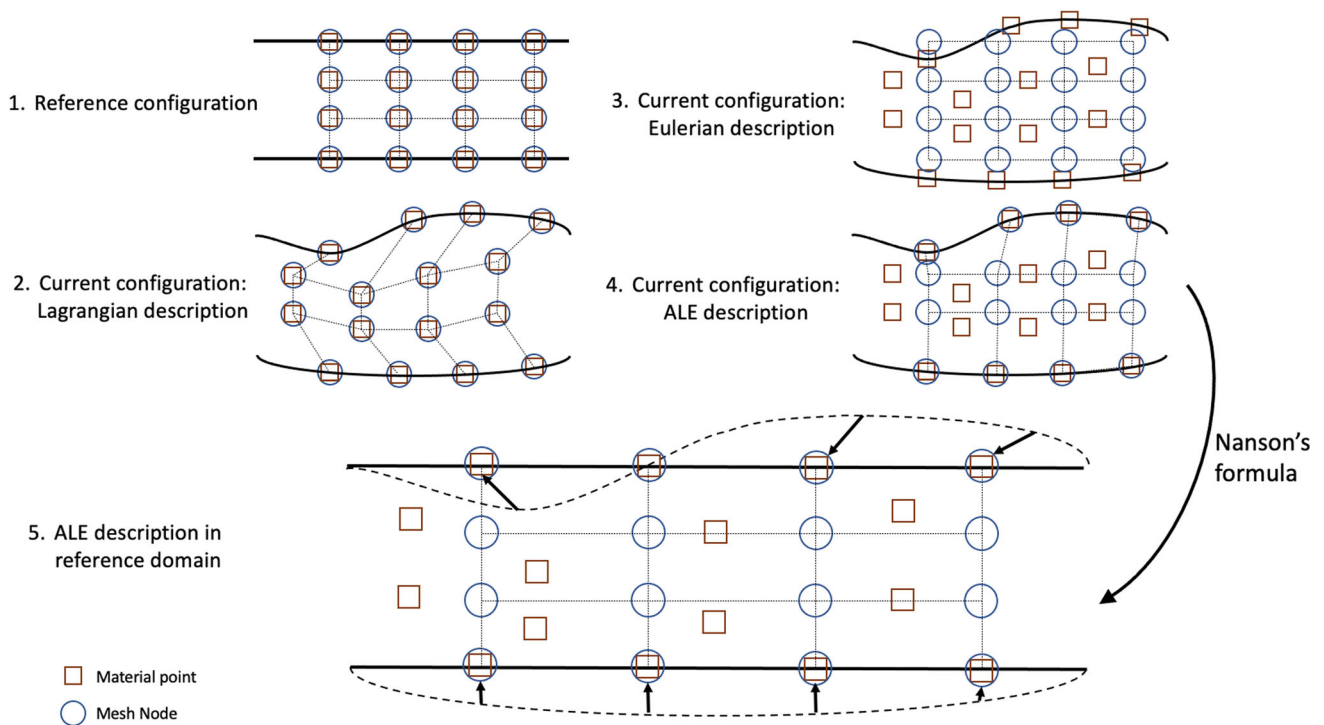 1. Reference configuration
2. Current configuration:
Lagrangian description
3. Current configuration:
Eulerian description
4. Current configuration:
ALE description
Nanson's
formula
5. ALE description in
reference domain
Material point
Mesh Node